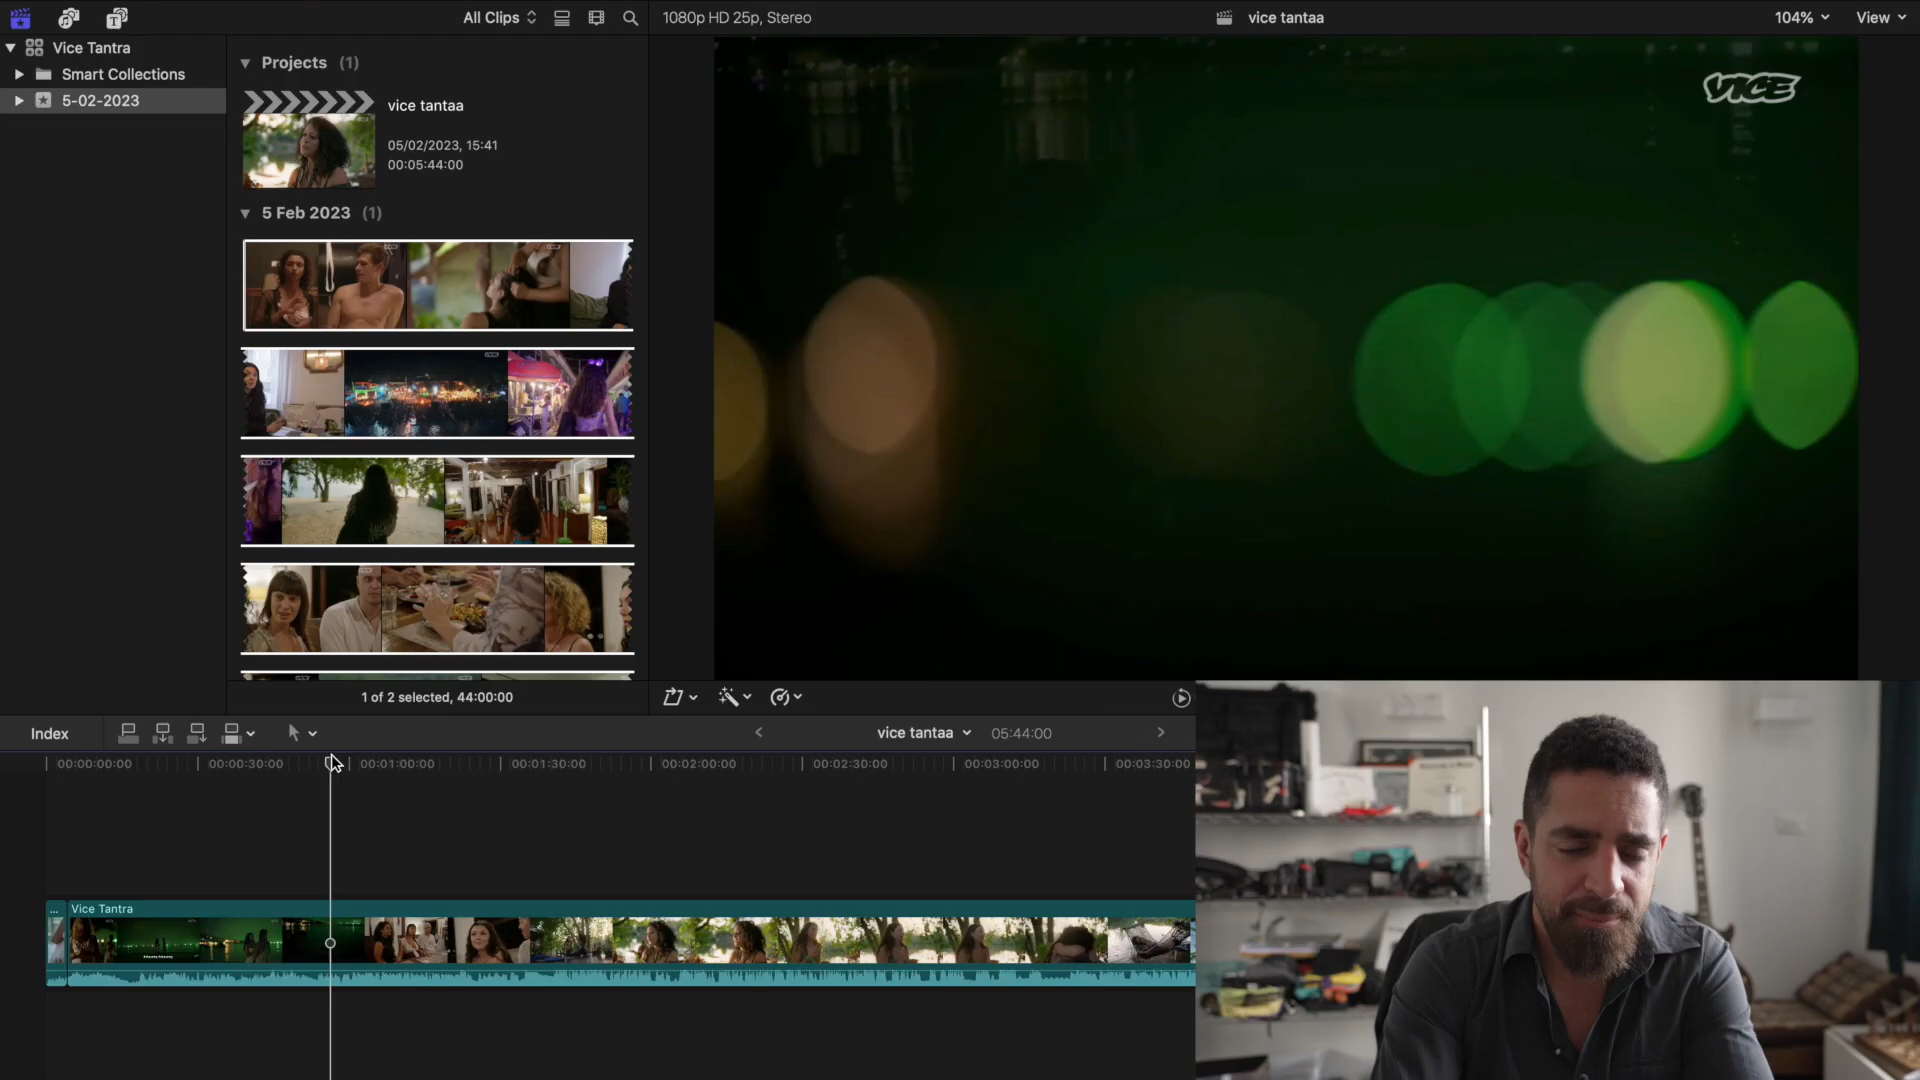 All Clips
1080p HD 25p, Stereo
vice tantaa
104%
View
Vice Tantra
Smart Collections
5-02-2023
Projects (1)
vice tantaa
05/02/2023, 15:41
00:05:44:00
5 Feb 2023 (1)
VICE
1 of 2 selected, 44:00:00
Index
vice tantaa
05:44:00
00:00:00:00
00:00:30:00
00:01:00:00
00:01:30:00
00:02:00:00
00:02:30:00
00:03:00:00
00:03:30:00
...
Vice Tantra